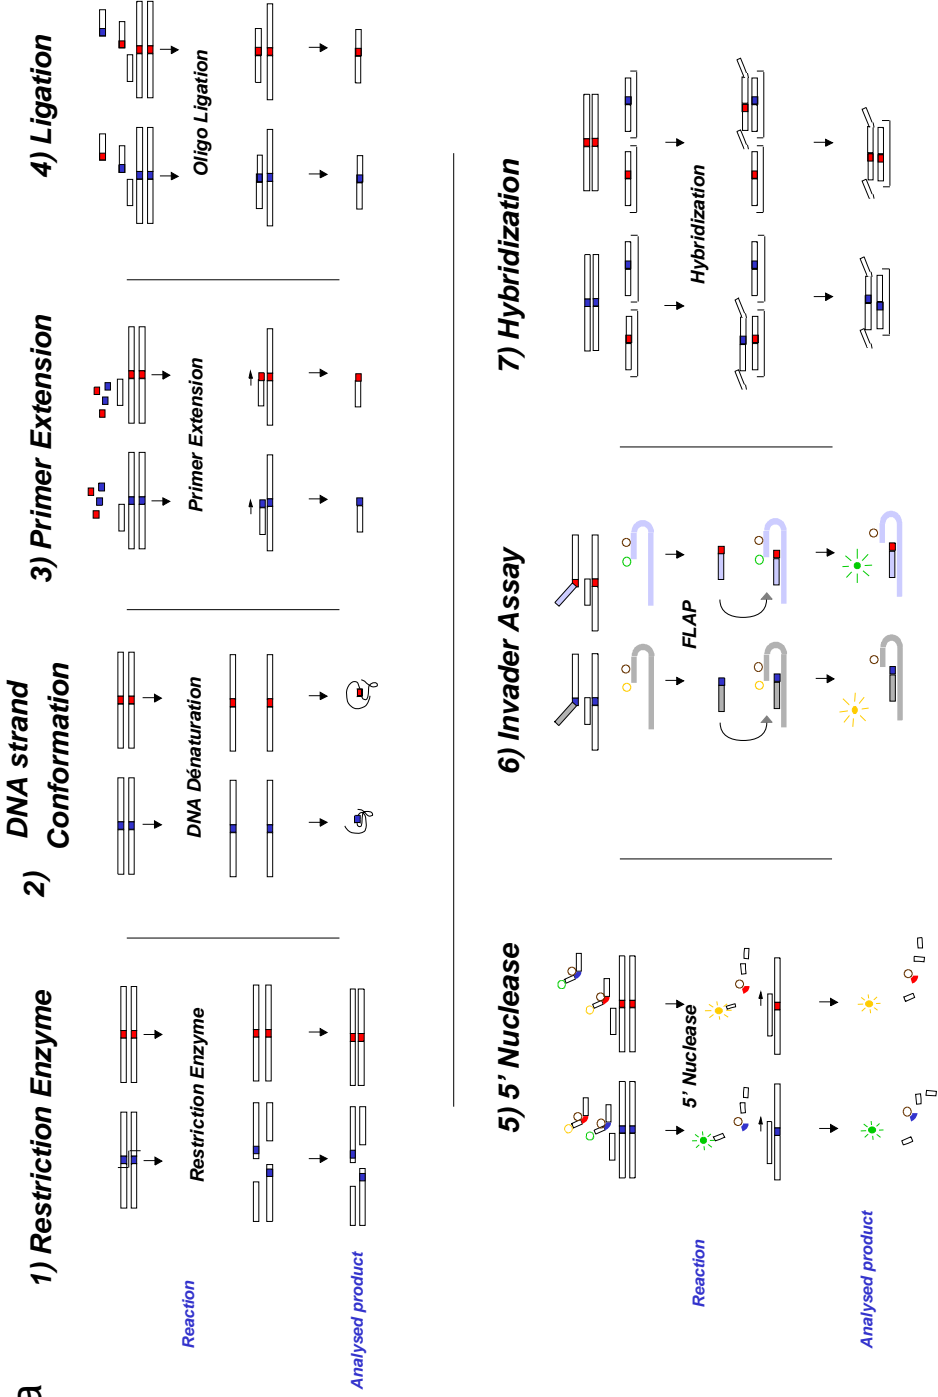 a
1) Restriction Enzyme
2) DNA strand
Conformation
3) Primer Extension
4) Ligation
Reaction
Restriction Enzyme
DNA Dénaturation
Primer Extension
Oligo Ligation
Analysed product
5) 5’ Nuclease
6) Invader Assay
7) Hybridization
Reaction
5’ Nuclease
FLAP
Hybridization
Analysed product